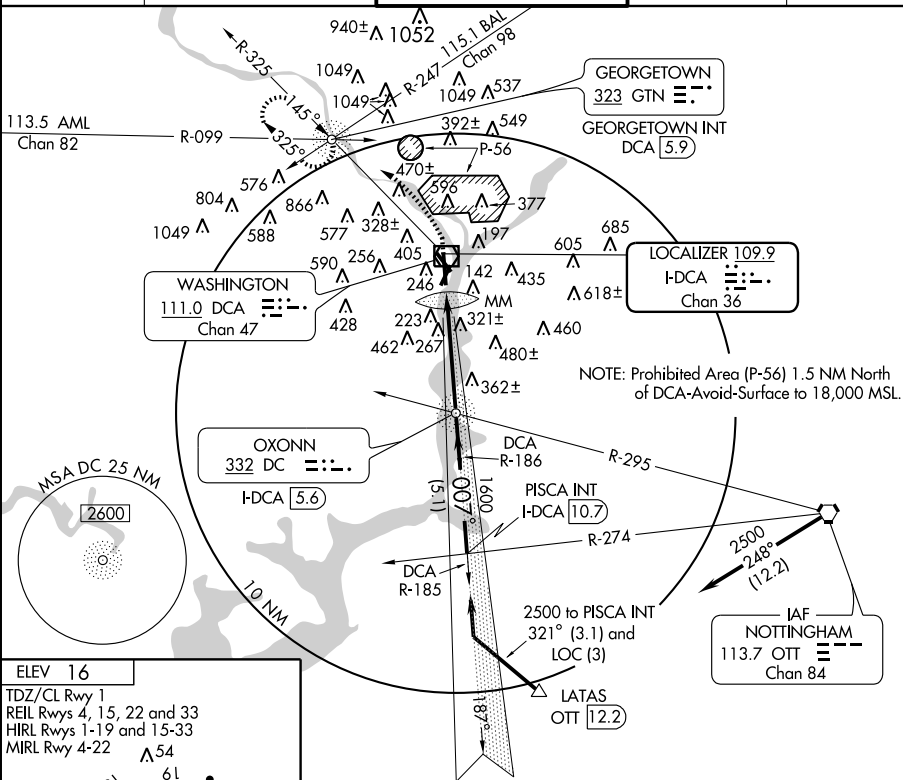 940±
1052
115.1 BAL
Chan 98
R-247
R-325
1049
1049
1049
537
GEORGETOWN
323 GTN
GEORGETOWN INT
DCA 5.9
145°
325°
113.5 AML
Chan 82
R-099
392±
549
P-56
470±
596
377
576
804
866
1049
588
577
328±
405
197
605
685
590
256
246
142
435
618±
LOCALIZER 109.9
I-DCA
Chan 36
WASHINGTON
111.0 DCA
Chan 47
MM
428
223
321±
460
462
267
480±
362±
NOTE: Prohibited Area (P-56) 1.5 NM North
of DCA-Avoid-Surface to 18,000 MSL.
OXONN
332 DC
I-DCA 5.6
DCA
R-186
R-295
007°
(5.1)
1600
PISCA INT
I-DCA 10.7
R-274
MSA DC 25 NM
2600
DCA
R-185
2500
248°
(12.2)
10 NM
2500 to PISCA INT
321° (3.1) and
LOC (3)
IAF
NOTTINGHAM
113.7 OTT
Chan 84
LATAS
OTT 12.2
187°
ELEV 16
TDZ/CL Rwy 1
REIL Rwys 4, 15, 22 and 33
HIRL Rwys 1-19 and 15-33
MIRL Rwy 4-22
54
19